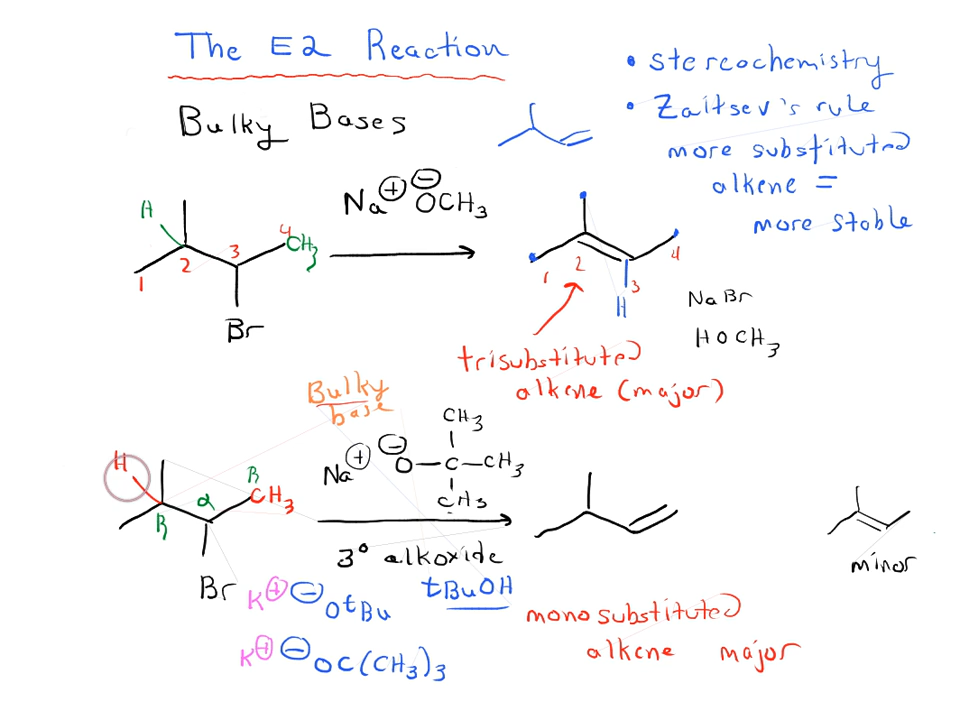 The E2 Reaction
• stereochemistry
• Zaitsev's rule
more substituted
alkene =
more stable
Bulky Bases
Na⊕ ⊖OCH3
H
4
CH3
3
2
1
Br
1
2
3
4
H
NaBr
HOCH3
trisubstituted
alkene (major)
Bulky
base
CH3
Na⊕ ⊖O–C–CH3
CH3
H
B
α
CH3
B
Br
3° alkoxide
tBuOH
K⊕ ⊖OtBu
K⊕ ⊖OC(CH3)3
monosubstituted
alkene major
minor